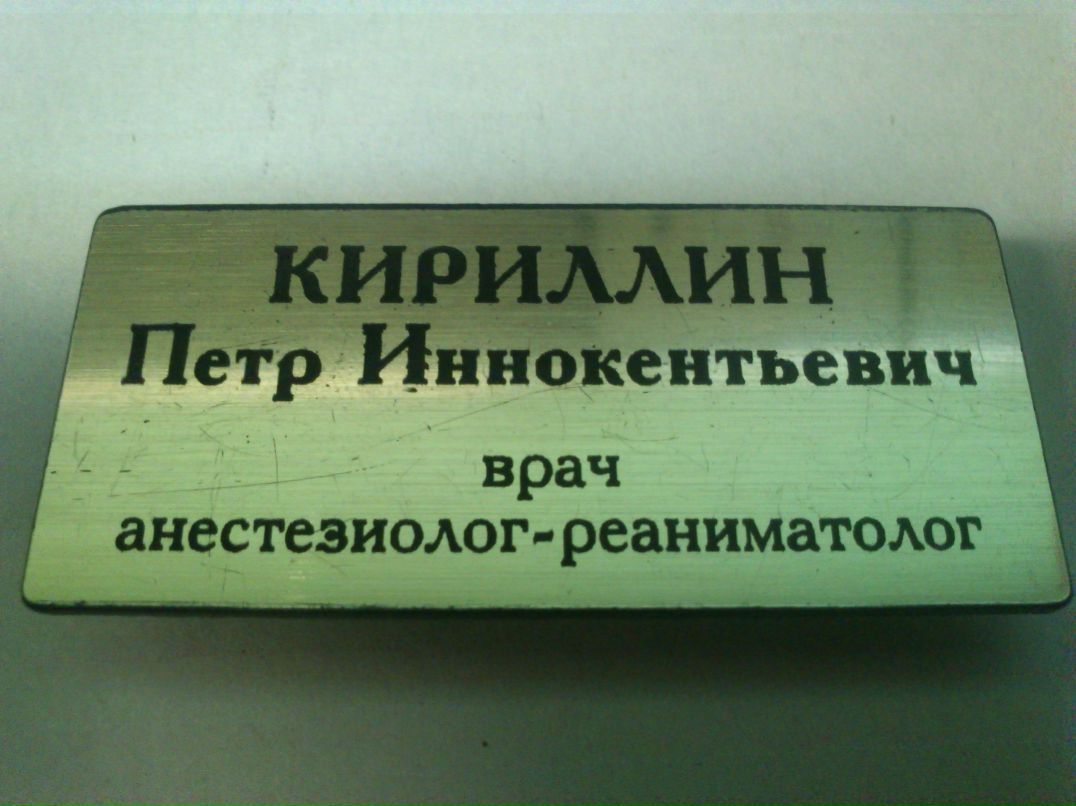 КИРИЛЛИН
Петр Иннокентьевич
врач
анестезиолог-реаниматолог